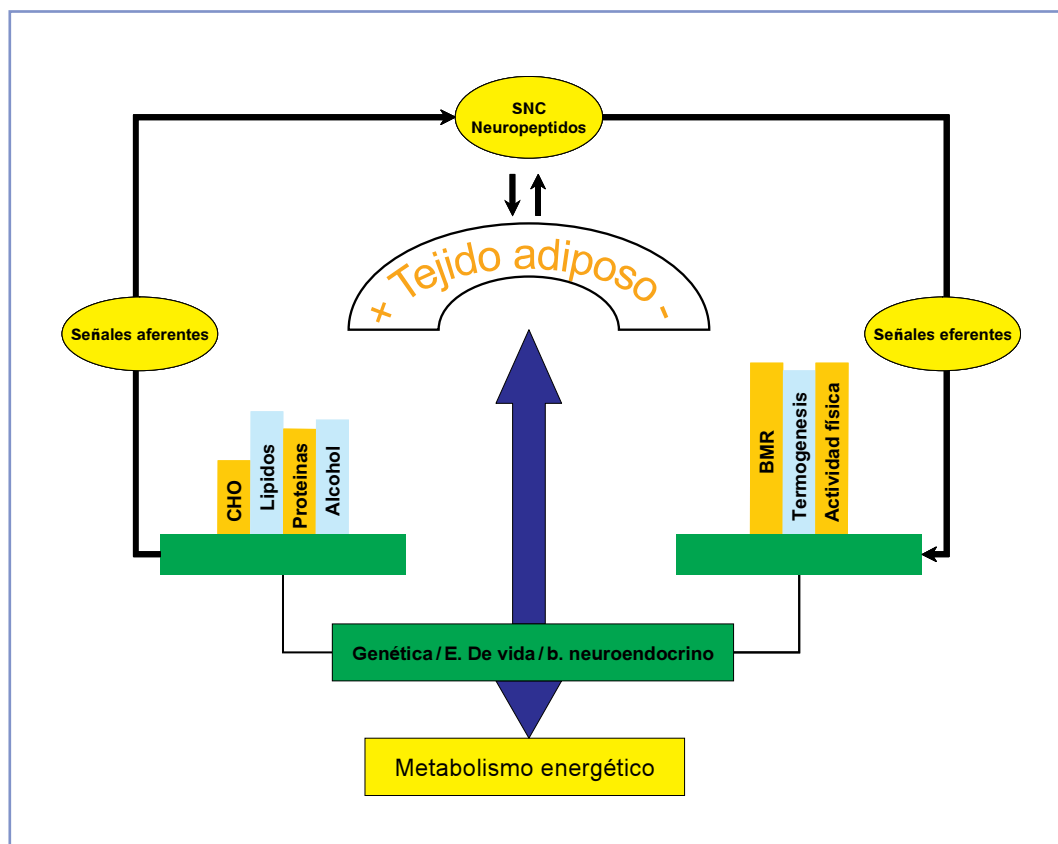 SNC
Neuropeptidos
+ Tejido adiposo -
Señales aferentes
Señales eferentes
CHO
Lipidos
Proteinas
Alcohol
BMR
Termogenesis
Actividad física
Genética / E. De vida / b. neuroendocrino
Metabolismo energético